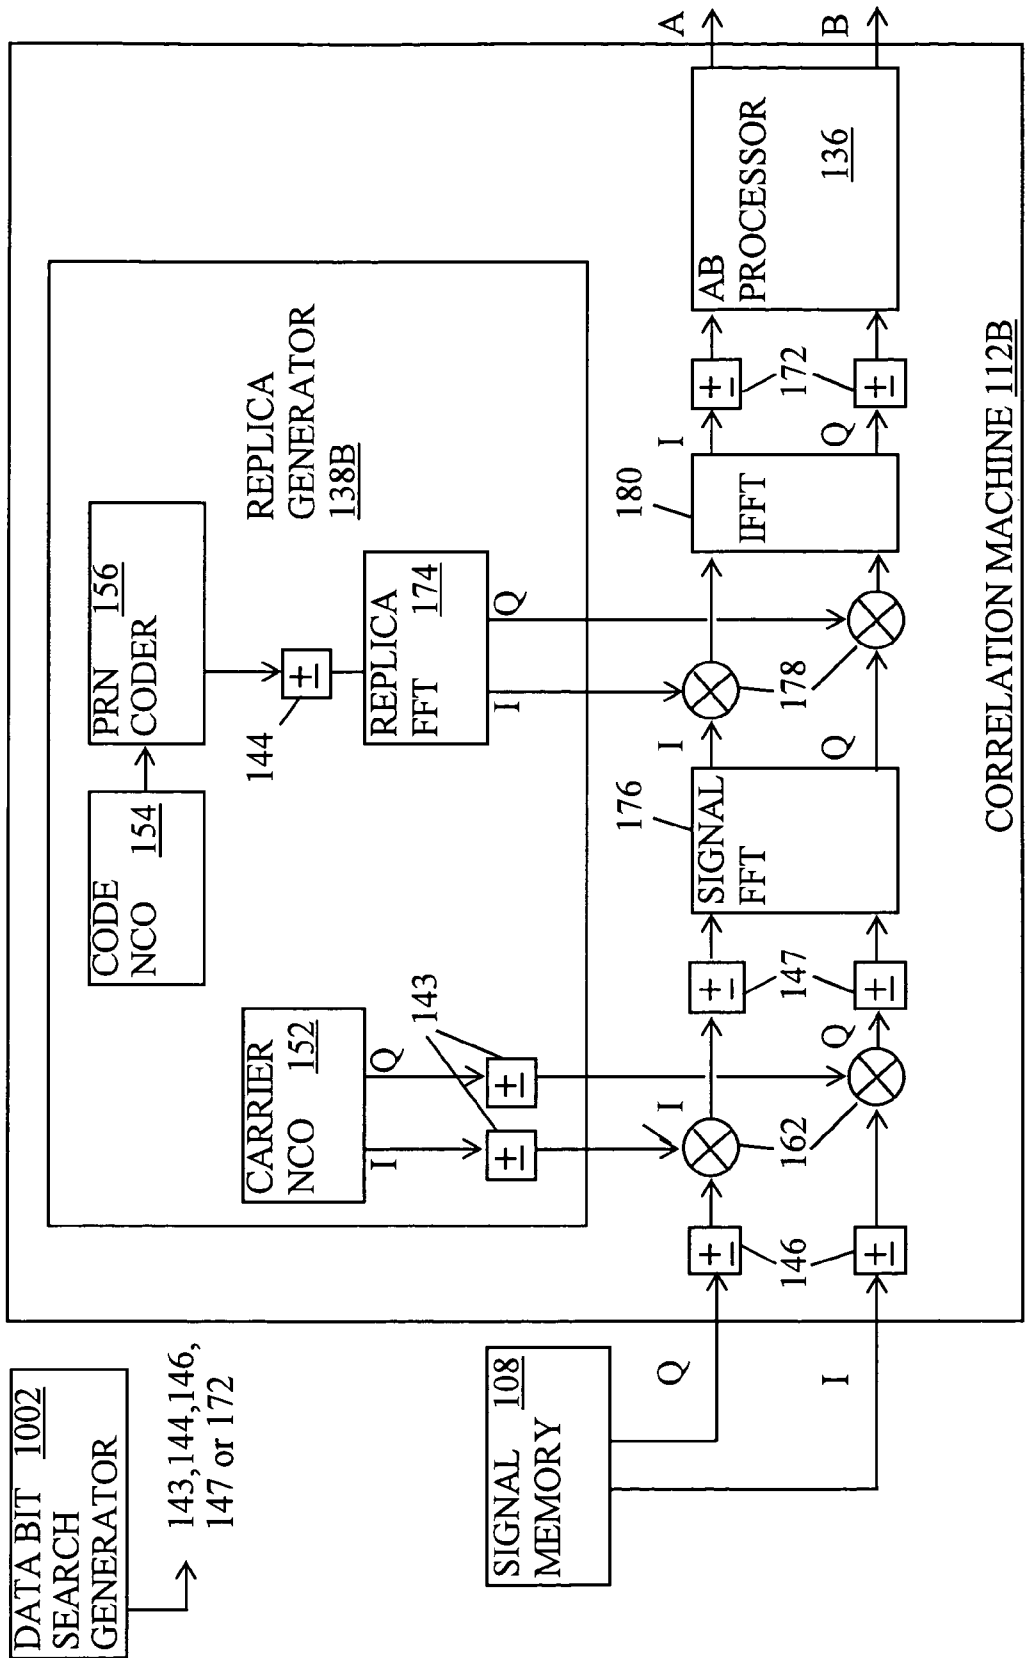 DATA BIT 1002
SEARCH
GENERATOR
143,144,146,
147 or 172
SIGNAL 108
MEMORY
Q
I
CODE
NCO 154
PRN 156
CODER
144
CARRIER
NCO 152
I
Q
143
REPLICA
FFT 174
I
Q
REPLICA
GENERATOR
138B
146
162
I
Q
147
176
SIGNAL
FFT
I
Q
178
180
IFFT
I
Q
172
AB
PROCESSOR
136
A
B
±
±
±
±
±
±
±
±
±
CORRELATION MACHINE 112B